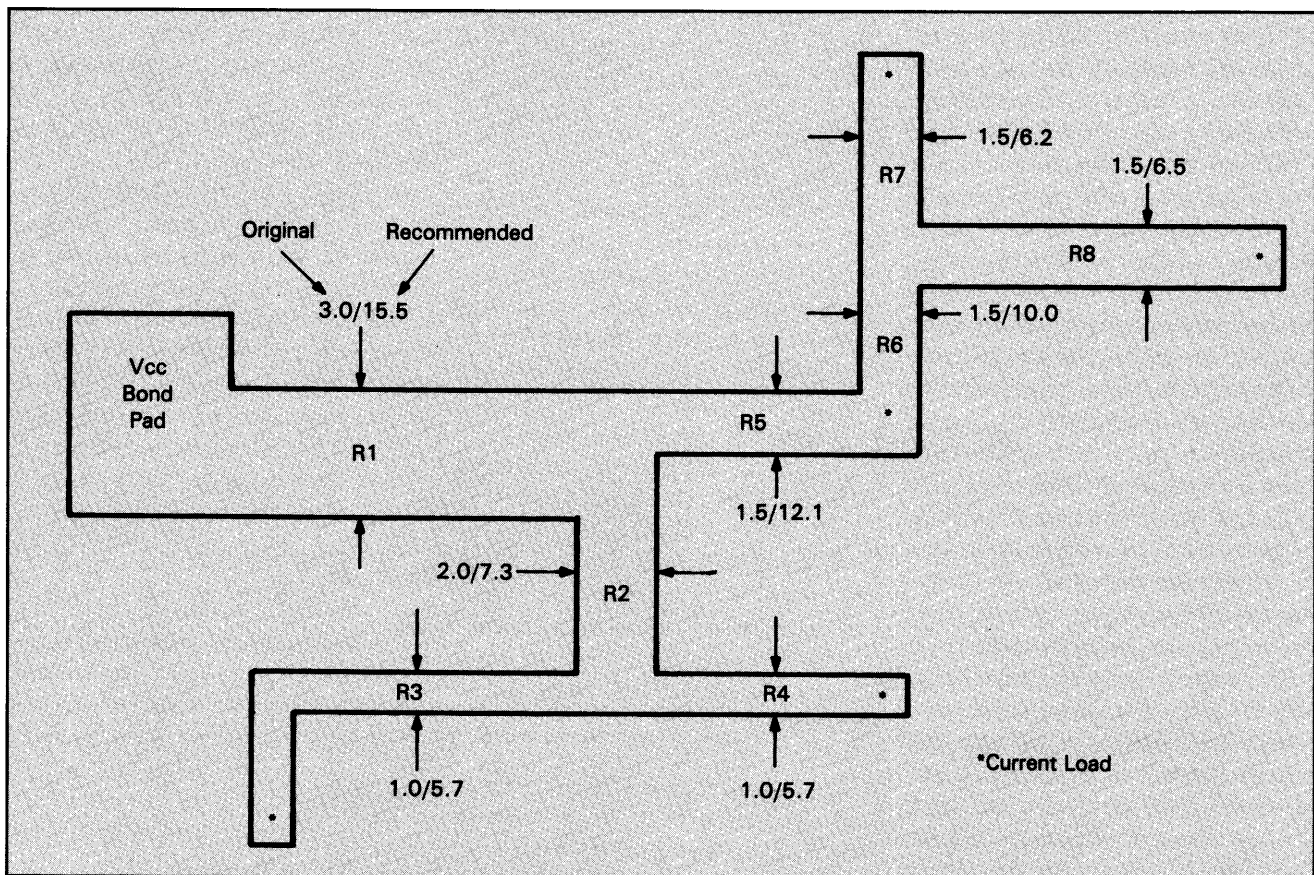 1.5/6.2
R7
1.5/6.5
Original
Recommended
R8
3.0/15.5
1.5/10.0
Vcc
Bond
Pad
R6
R5
R1
1.5/12.1
2.0/7.3
R2
R3
R4
*Current Load
1.0/5.7
1.0/5.7